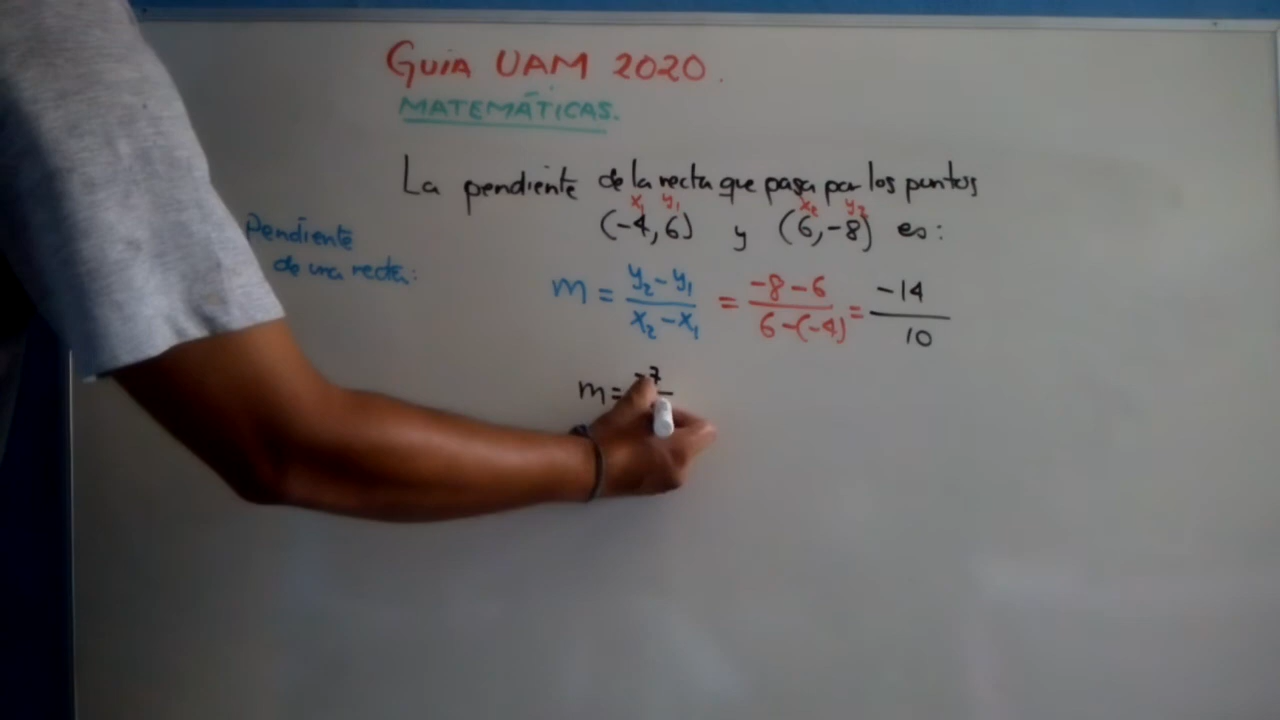 GUIA UAM 2020.
MATEMÁTICAS.
La pendiente de la recta que pasa por los puntos
x₁ y₁ x₂ y₂
(-4,6) y (6,-8) es:
Pendiente
de una recta:
m = (y₂-y₁)/(x₂-x₁) = (-8-6)/(6-(-4)) = -14/10
m = -7